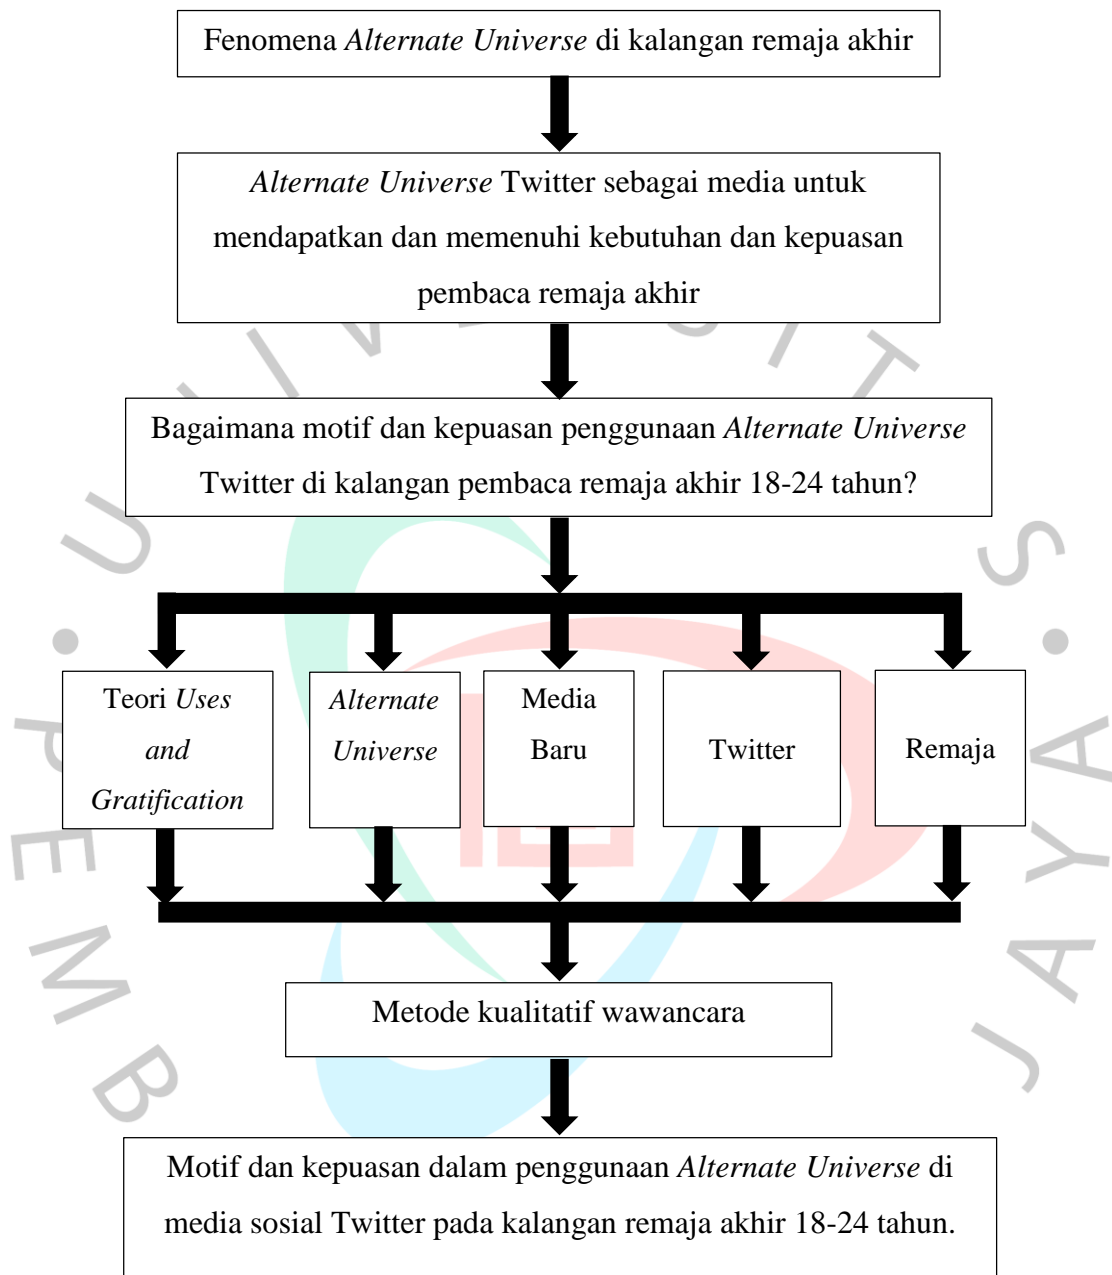 Fenomena Alternate Universe di kalangan remaja akhir
Alternate Universe Twitter sebagai media untuk
mendapatkan dan memenuhi kebutuhan dan kepuasan
pembaca remaja akhir
Bagaimana motif dan kepuasan penggunaan Alternate Universe
Twitter di kalangan pembaca remaja akhir 18-24 tahun?
Teori Uses
and
Gratification
Alternate
Universe
Media
Baru
Twitter
Remaja
Metode kualitatif wawancara
Motif dan kepuasan dalam penggunaan Alternate Universe di
media sosial Twitter pada kalangan remaja akhir 18-24 tahun.
UNIVERSITAS PEMBANGUNAN JAYA